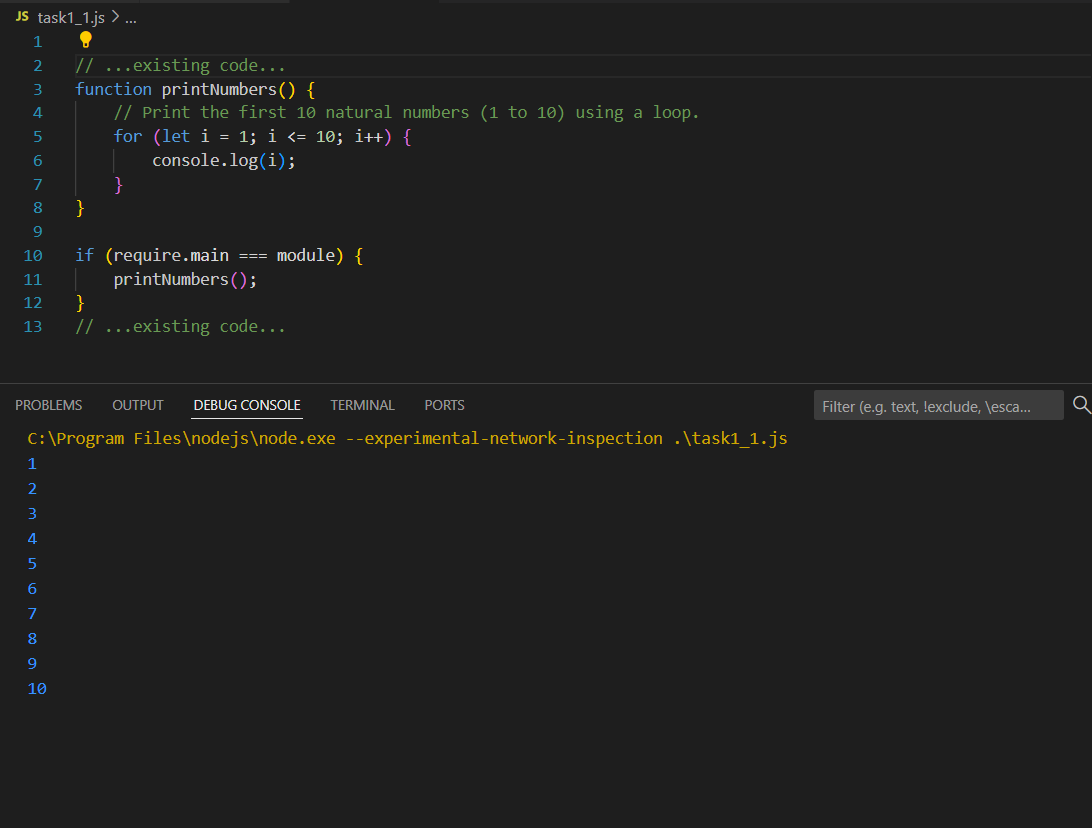 JS task1_1.js > ...
1
2 // ...existing code...
3 function printNumbers() {
4     // Print the first 10 natural numbers (1 to 10) using a loop.
5     for (let i = 1; i <= 10; i++) {
6         console.log(i);
7     }
8 }
9
10 if (require.main === module) {
11     printNumbers();
12 }
13 // ...existing code...
PROBLEMS OUTPUT DEBUG CONSOLE TERMINAL PORTS Filter (e.g. text, !exclude, \esca...
C:\Program Files\nodejs\node.exe --experimental-network-inspection .\task1_1.js
1
2
3
4
5
6
7
8
9
10